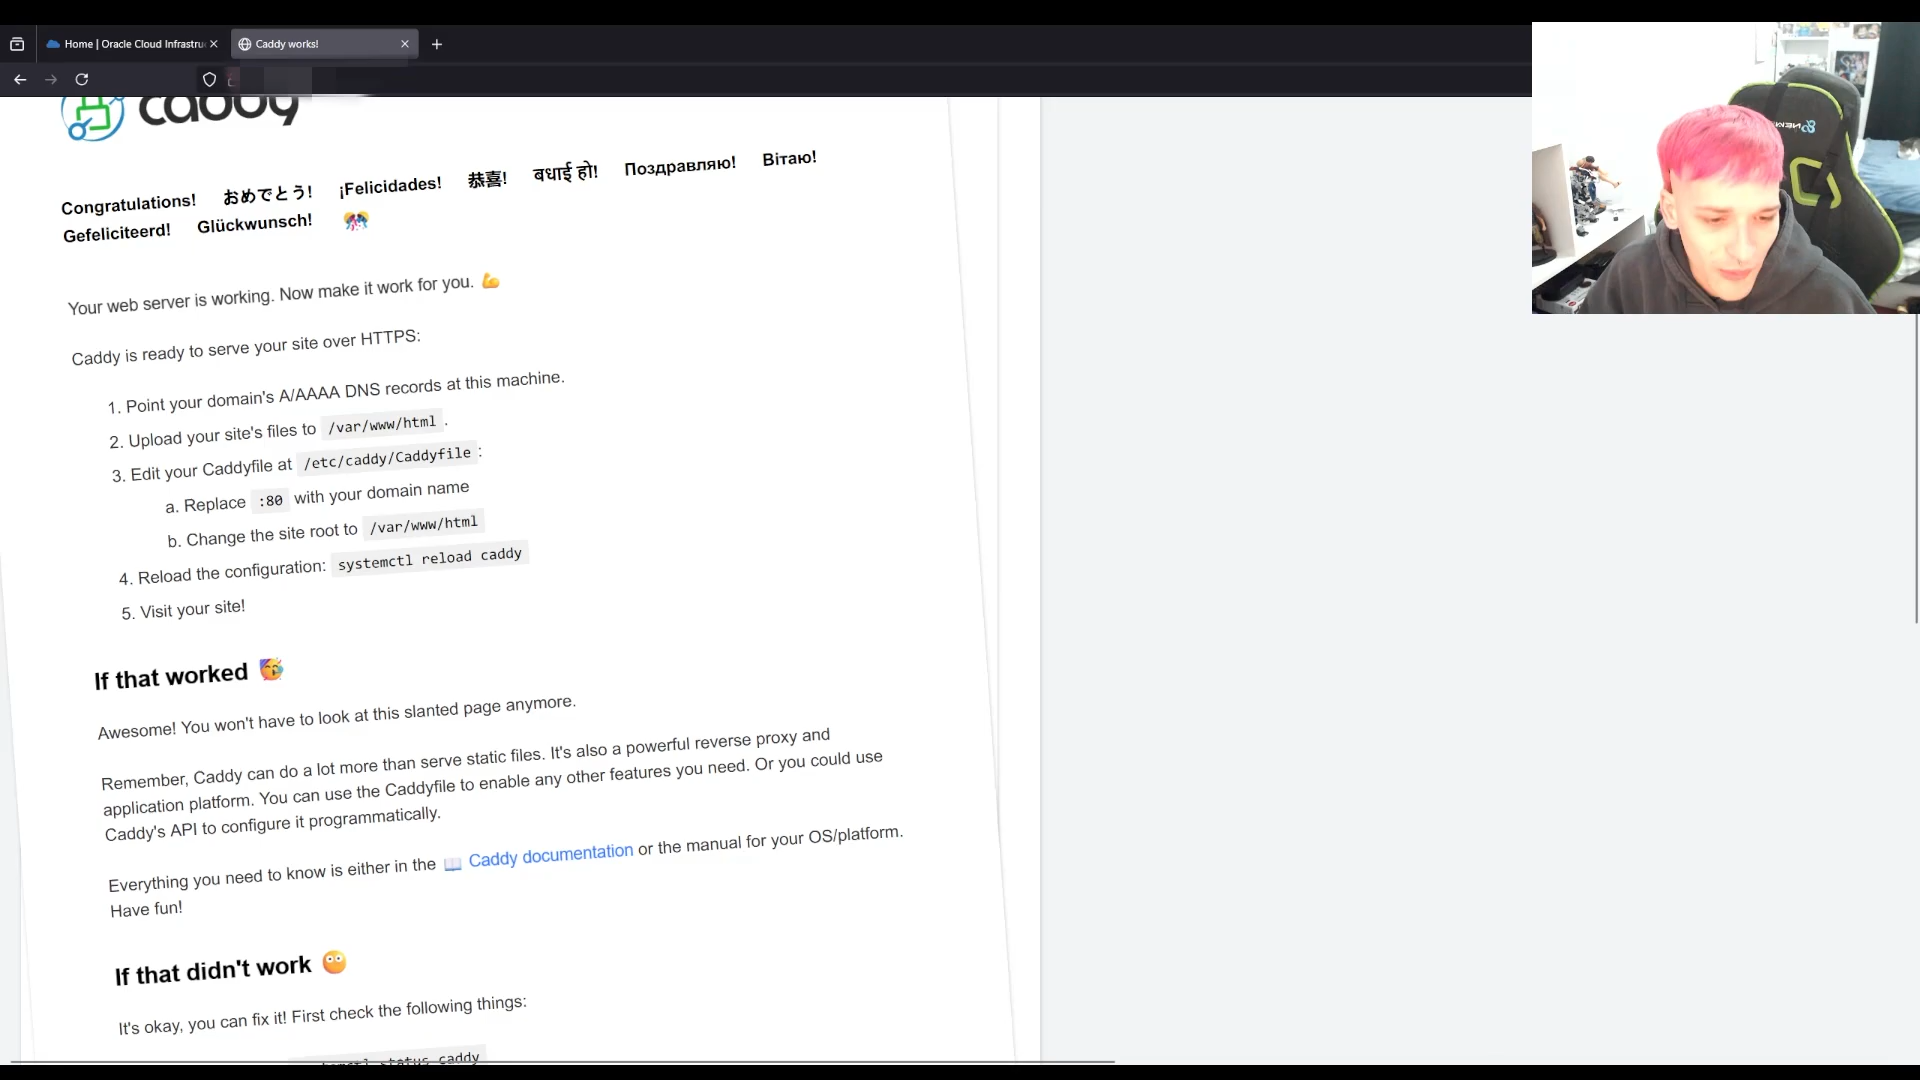 Home | Oracle Cloud Infrastru
Caddy works!
caddy
Congratulations! おめでとう! ¡Felicidades! 恭喜! बधाई हो! Поздравляю! Вітаю!
Gefeliciteerd! Glückwunsch! 🎊
Your web server is working. Now make it work for you. 💪
Caddy is ready to serve your site over HTTPS:
1. Point your domain's A/AAAA DNS records at this machine.
2. Upload your site's files to /var/www/html .
3. Edit your Caddyfile at /etc/caddy/Caddyfile :
a. Replace :80 with your domain name
b. Change the site root to /var/www/html
4. Reload the configuration: systemctl reload caddy
5. Visit your site!
If that worked 🥳
Awesome! You won't have to look at this slanted page anymore.
Remember, Caddy can do a lot more than serve static files. It's also a powerful reverse proxy and
application platform. You can use the Caddyfile to enable any other features you need. Or you could use
Caddy's API to configure it programmatically.
Everything you need to know is either in the 📖 Caddy documentation or the manual for your OS/platform.
Have fun!
If that didn't work 😳
It's okay, you can fix it! First check the following things:
status caddy